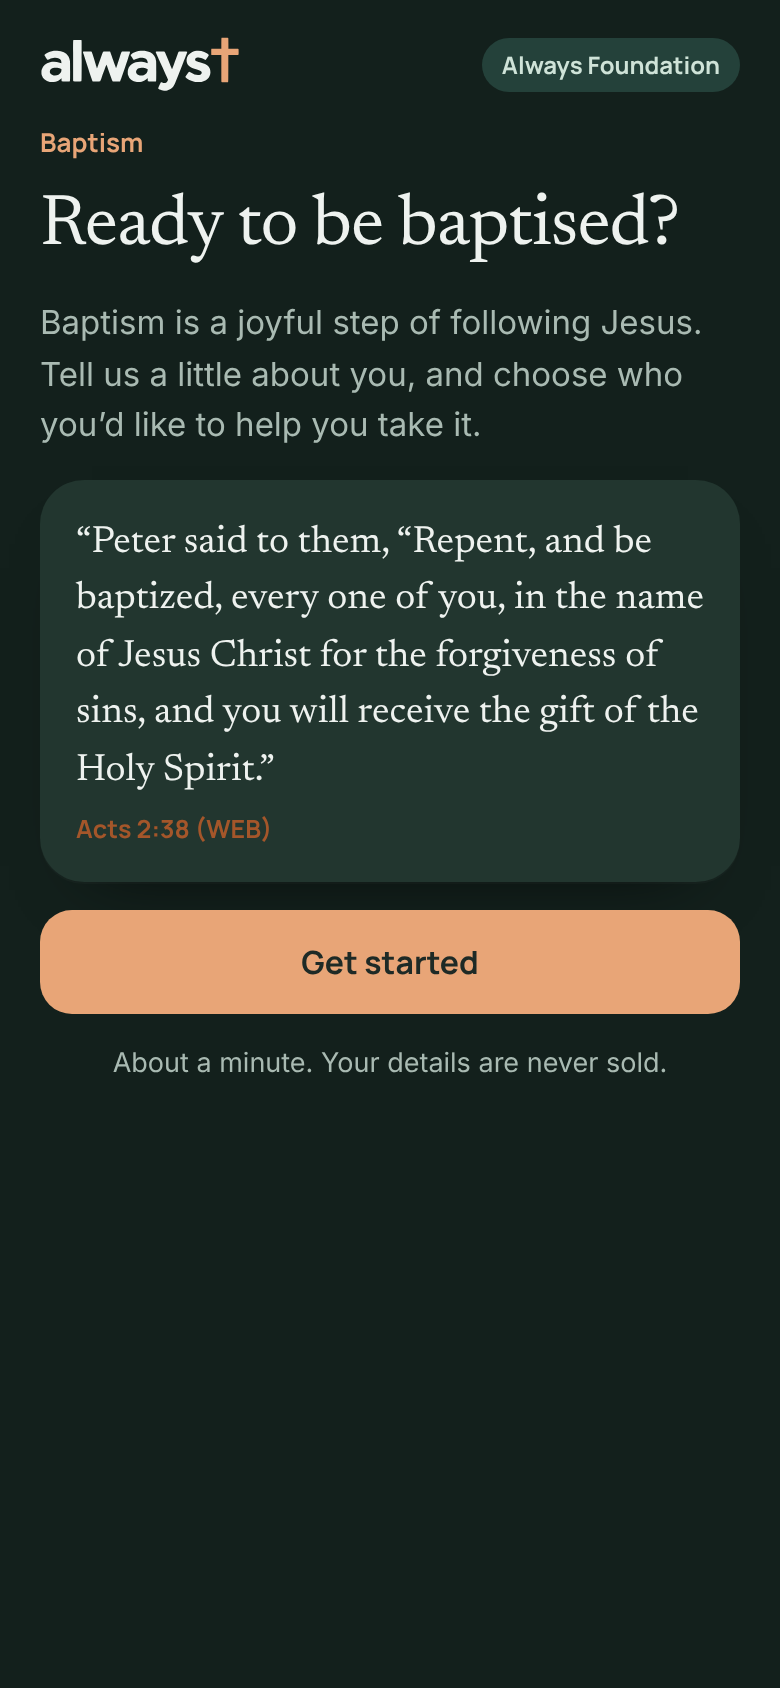 always†
Always Foundation
Baptism
Ready to be baptised?
Baptism is a joyful step of following Jesus.
Tell us a little about you, and choose who
you’d like to help you take it.
“Peter said to them, “Repent, and be
baptized, every one of you, in the name
of Jesus Christ for the forgiveness of
sins, and you will receive the gift of the
Holy Spirit.”
Acts 2:38 (WEB)
Get started
About a minute. Your details are never sold.